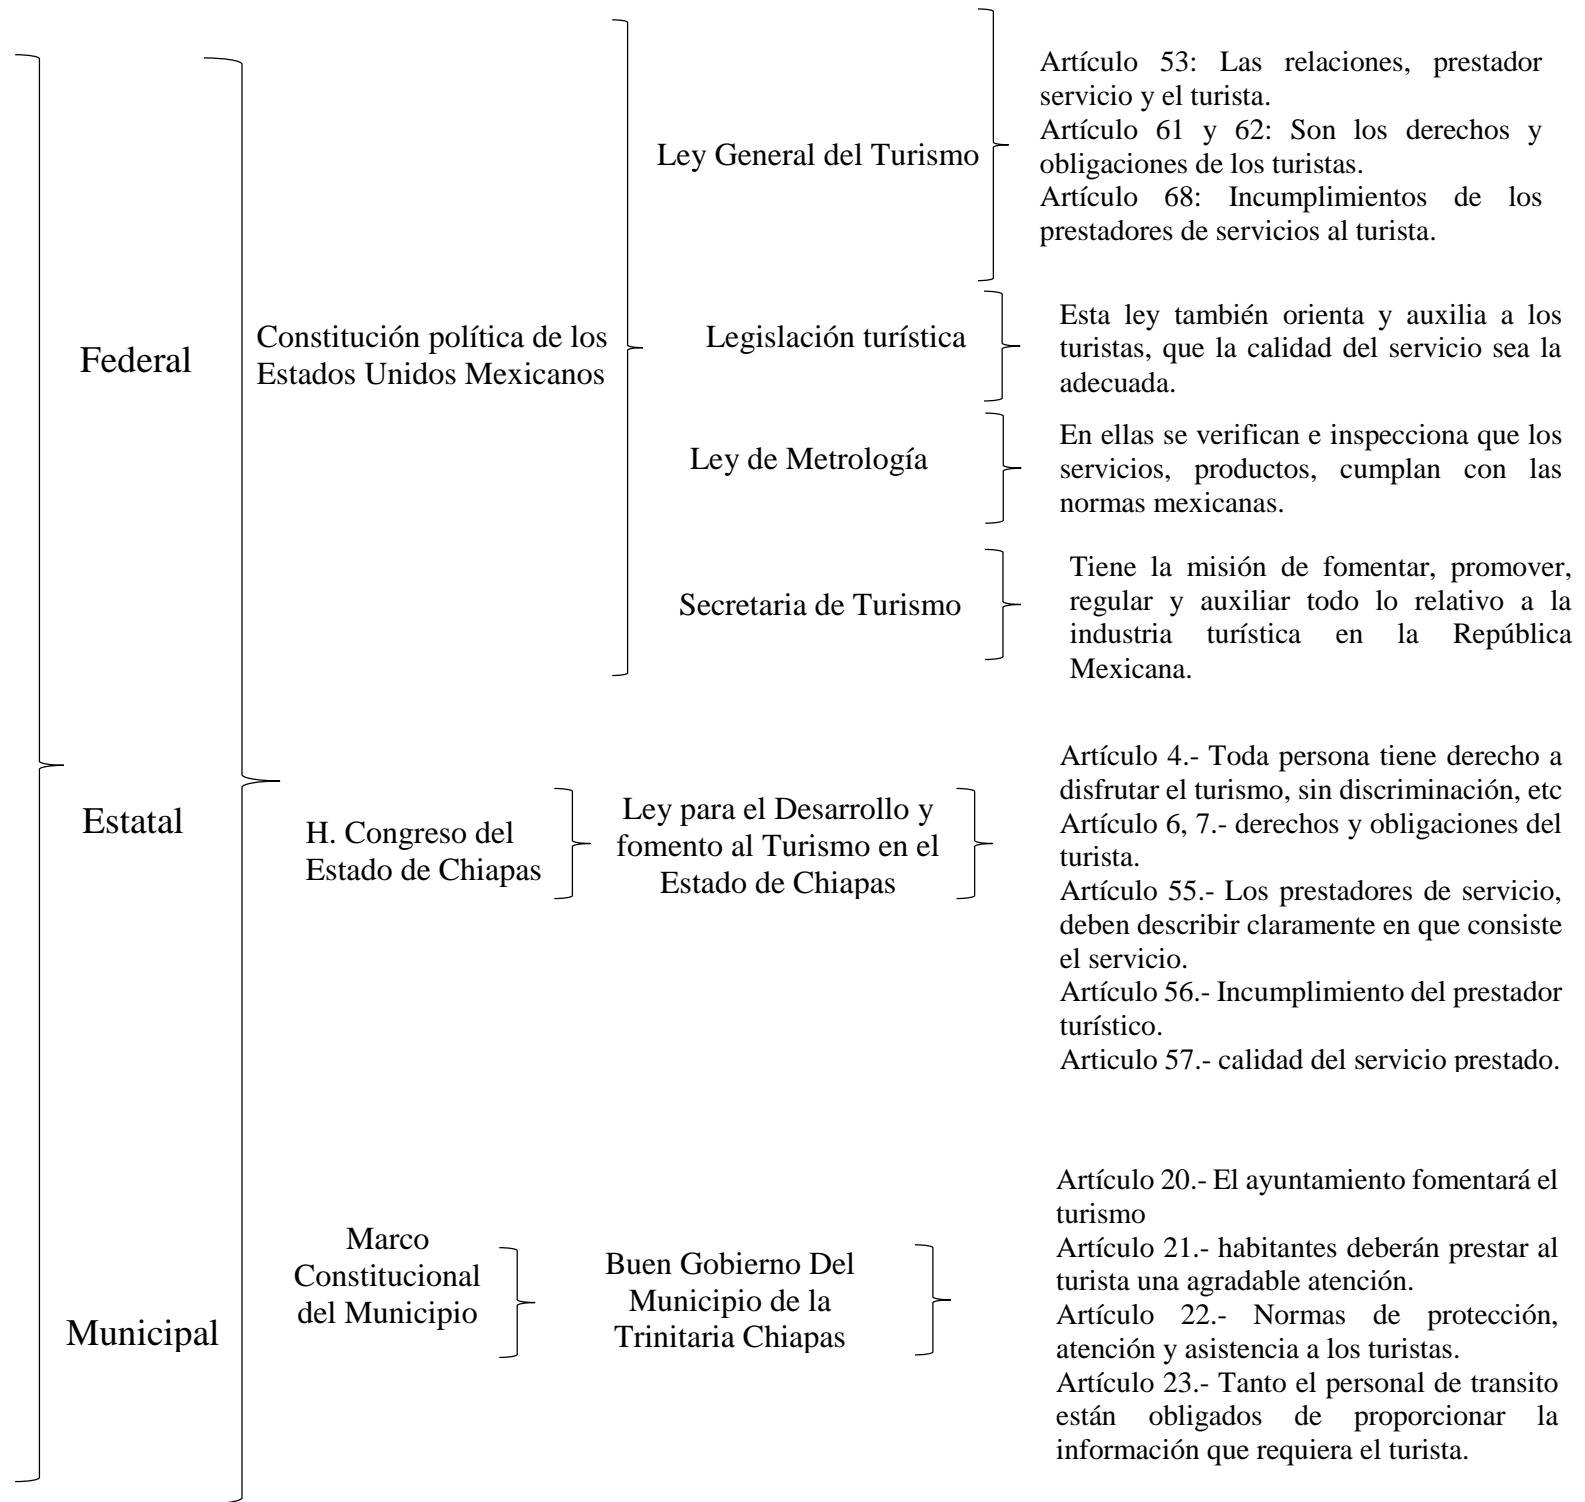 Federal
Constitución política de los
Estados Unidos Mexicanos
Ley General del Turismo
Artículo 53: Las relaciones, prestador
servicio y el turista.
Artículo 61 y 62: Son los derechos y
obligaciones de los turistas.
Artículo 68: Incumplimientos de los
prestadores de servicios al turista.
Legislación turística
Esta ley también orienta y auxilia a los
turistas, que la calidad del servicio sea la
adecuada.
Ley de Metrología
En ellas se verifican e inspecciona que los
servicios, productos, cumplan con las
normas mexicanas.
Secretaria de Turismo
Tiene la misión de fomentar, promover,
regular y auxiliar todo lo relativo a la
industria turística en la República
Mexicana.
Estatal
H. Congreso del
Estado de Chiapas
Ley para el Desarrollo y
fomento al Turismo en el
Estado de Chiapas
Artículo 4.- Toda persona tiene derecho a
disfrutar el turismo, sin discriminación, etc
Artículo 6, 7.- derechos y obligaciones del
turista.
Artículo 55.- Los prestadores de servicio,
deben describir claramente en que consiste
el servicio.
Artículo 56.- Incumplimiento del prestador
turístico.
Articulo 57.- calidad del servicio prestado.
Municipal
Marco
Constitucional
del Municipio
Buen Gobierno Del
Municipio de la
Trinitaria Chiapas
Artículo 20.- El ayuntamiento fomentará el
turismo
Artículo 21.- habitantes deberán prestar al
turista una agradable atención.
Artículo 22.- Normas de protección,
atención y asistencia a los turistas.
Artículo 23.- Tanto el personal de transito
están obligados de proporcionar la
información que requiera el turista.